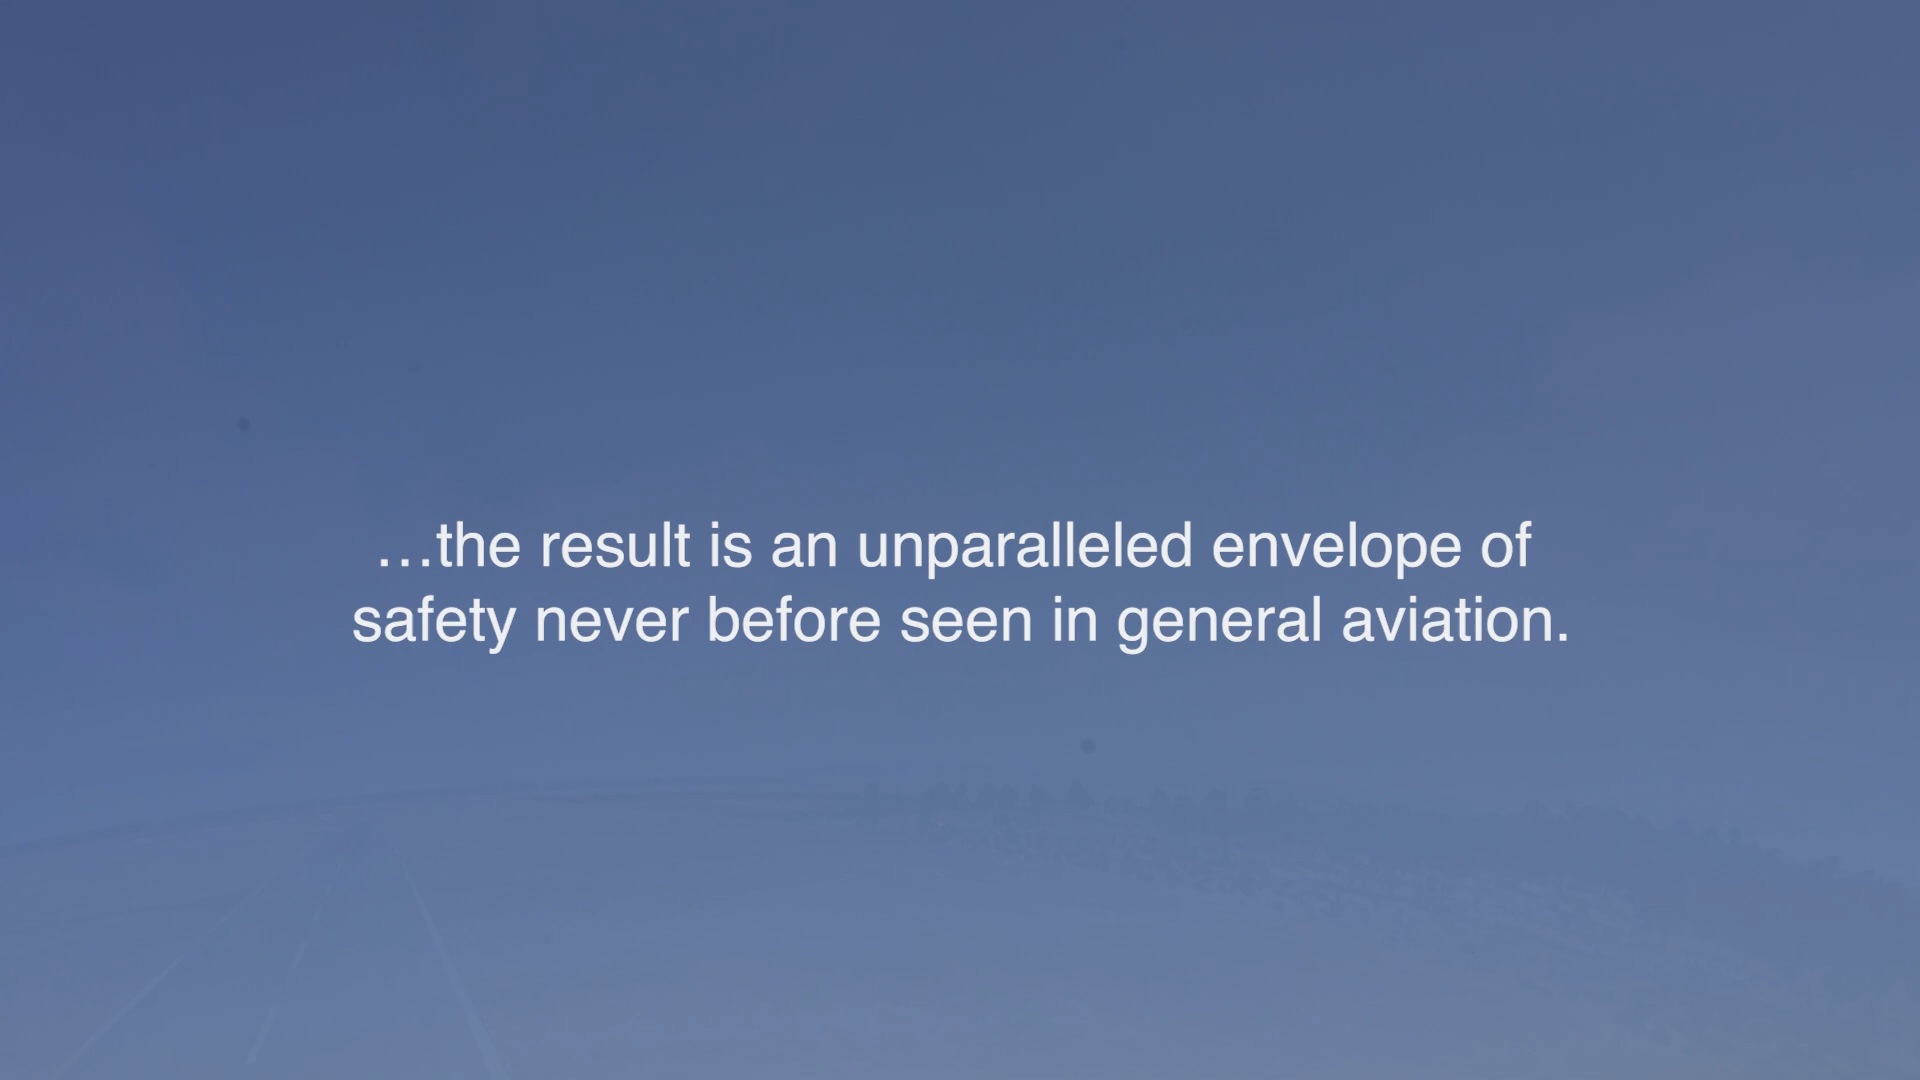 …the result is an unparalleled envelope of
safety never before seen in general aviation.